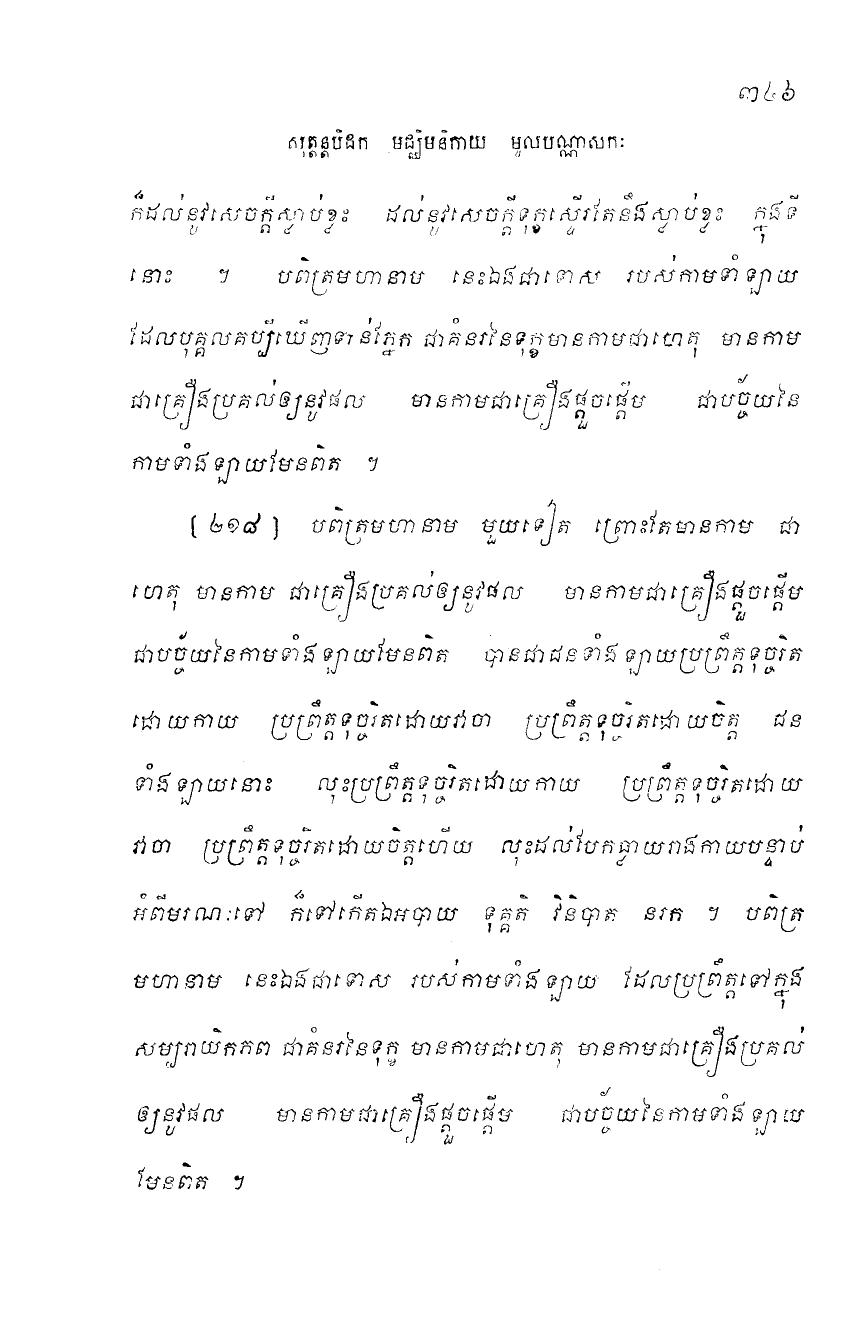 ៣៤៦
សុត្តន្តបិដក មជ្ឈិមនិកាយ មូលបណ្ណាសកៈ
ក៏ដល់នូវសេចក្តីស្លាប់ខ្លះ ដល់នូវសេចក្តីទុក្ខស្ទើរតែនឹងស្លាប់ខ្លះ ក្នុងទី
នោះ ។ បពិត្រមហានាម នេះឯងជាទោស របស់កាមទាំងឡាយ
ដែលបុគ្គលគប្បីឃើញទាន់ភ្នែក ជាគំនរនៃទុក្ខមានកាមជាហេតុ មានកាម
ជាគ្រឿងប្រគល់ឲ្យនូវផល មានកាមជាគ្រឿងផ្តួចផ្តើម ជាបច្ច័យនៃ
កាមទាំងឡាយមែនពិត ។
[២១៨] បពិត្រមហានាម មួយទៀត ព្រោះតែមានកាម ជា
ហេតុ មានកាម ជាគ្រឿងប្រគល់ឲ្យនូវផល មានកាមជាគ្រឿងផ្តួចផ្តើម
ជាបច្ច័យនៃកាមទាំងឡាយមែនពិត បានជាជនទាំងឡាយប្រព្រឹត្តទុច្ចរិត
ដោយកាយ ប្រព្រឹត្តទុច្ចរិតដោយវាចា ប្រព្រឹត្តទុច្ចរិតដោយចិត្ត ជន
ទាំងឡាយនោះ លុះប្រព្រឹត្តទុច្ចរិតដោយកាយ ប្រព្រឹត្តទុច្ចរិតដោយ
វាចា ប្រព្រឹត្តទុច្ចរិតដោយចិត្តហើយ លុះដល់បែកធ្លាយរាងកាយបន្ទាប់
អំពីមរណៈទៅ ក៏ទៅកើតឯអបាយ ទុគ្គតិ វិនិបាត នរក ។ បពិត្រ
មហានាម នេះឯងជាទោស របស់កាមទាំងឡាយ ដែលប្រព្រឹត្តទៅក្នុង
សម្បរាយិកភព ជាគំនរនៃទុក្ខ មានកាមជាហេតុ មានកាមជាគ្រឿងប្រគល់
ឲ្យនូវផល មានកាមជាគ្រឿងផ្តួចផ្តើម ជាបច្ច័យនៃកាមទាំងឡាយ
មែនពិត ។